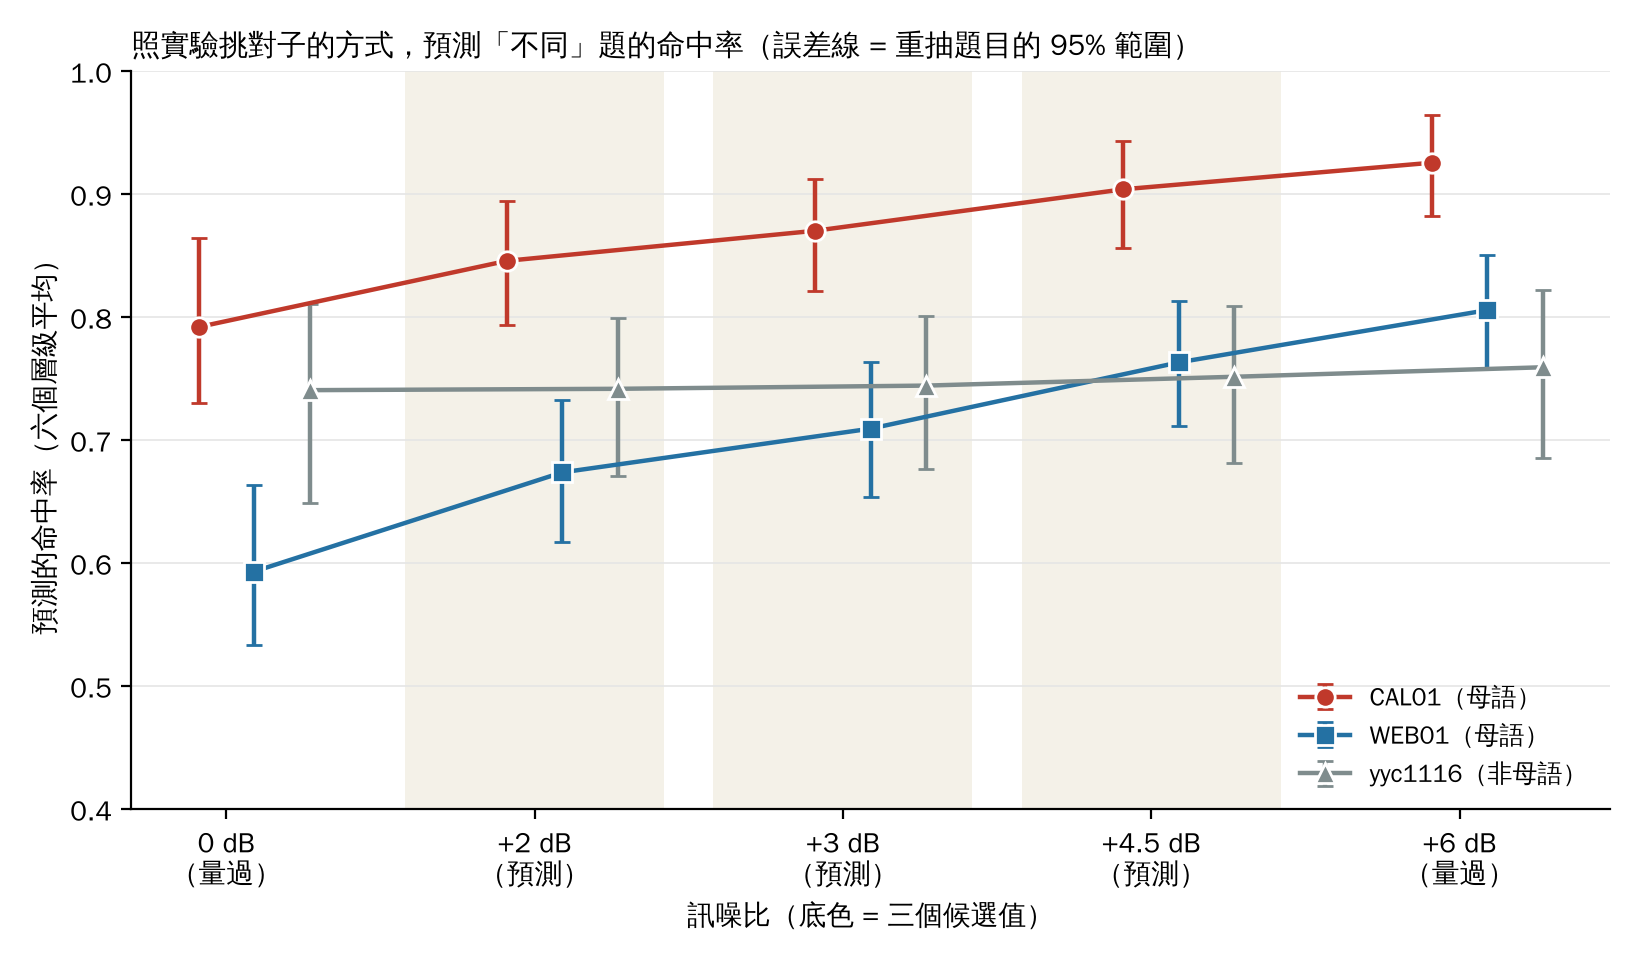 照實驗挑對子的方式，預測「不同」題的命中率（誤差線 = 重抽題目的 95% 範圍）
預測的命中率（六個層級平均）
1.0
0.9
0.8
0.7
0.6
0.5
0.4
CAL01（母語）
WEB01（母語）
yyc1116（非母語）
0 dB
（量過）
+2 dB
（預測）
+3 dB
（預測）
+4.5 dB
（預測）
+6 dB
（量過）
訊噪比（底色 = 三個候選值）